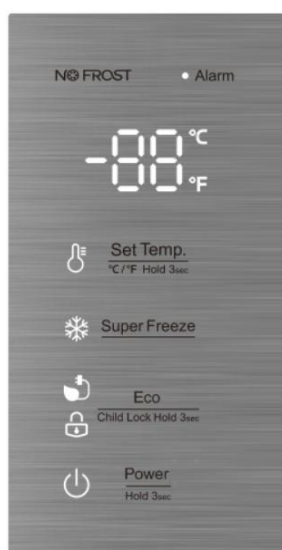 NO FROST
Alarm
-88 °C
°F
Set Temp.
°C/°F Hold 3sec
Super Freeze
Eco
Child Lock Hold 3sec
Power
Hold 3sec